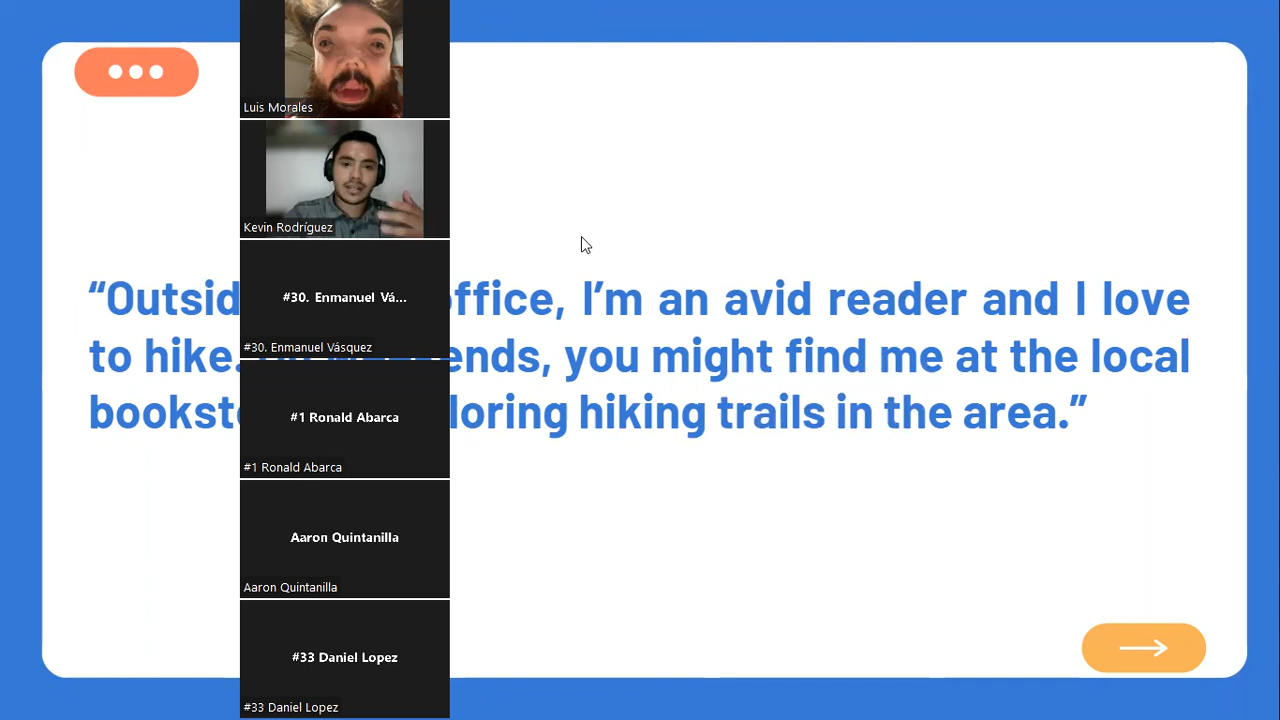 Luis Morales
Kevin Rodríguez
#30. Enmanuel Vá...
#30. Enmanuel Vásquez
#1 Ronald Abarca
#1 Ronald Abarca
Aaron Quintanilla
Aaron Quintanilla
#33 Daniel Lopez
#33 Daniel Lopez
“Outsid ffice, I’m an avid reader and I love
to hike. ends, you might find me at the local
bookst loring hiking trails in the area.”